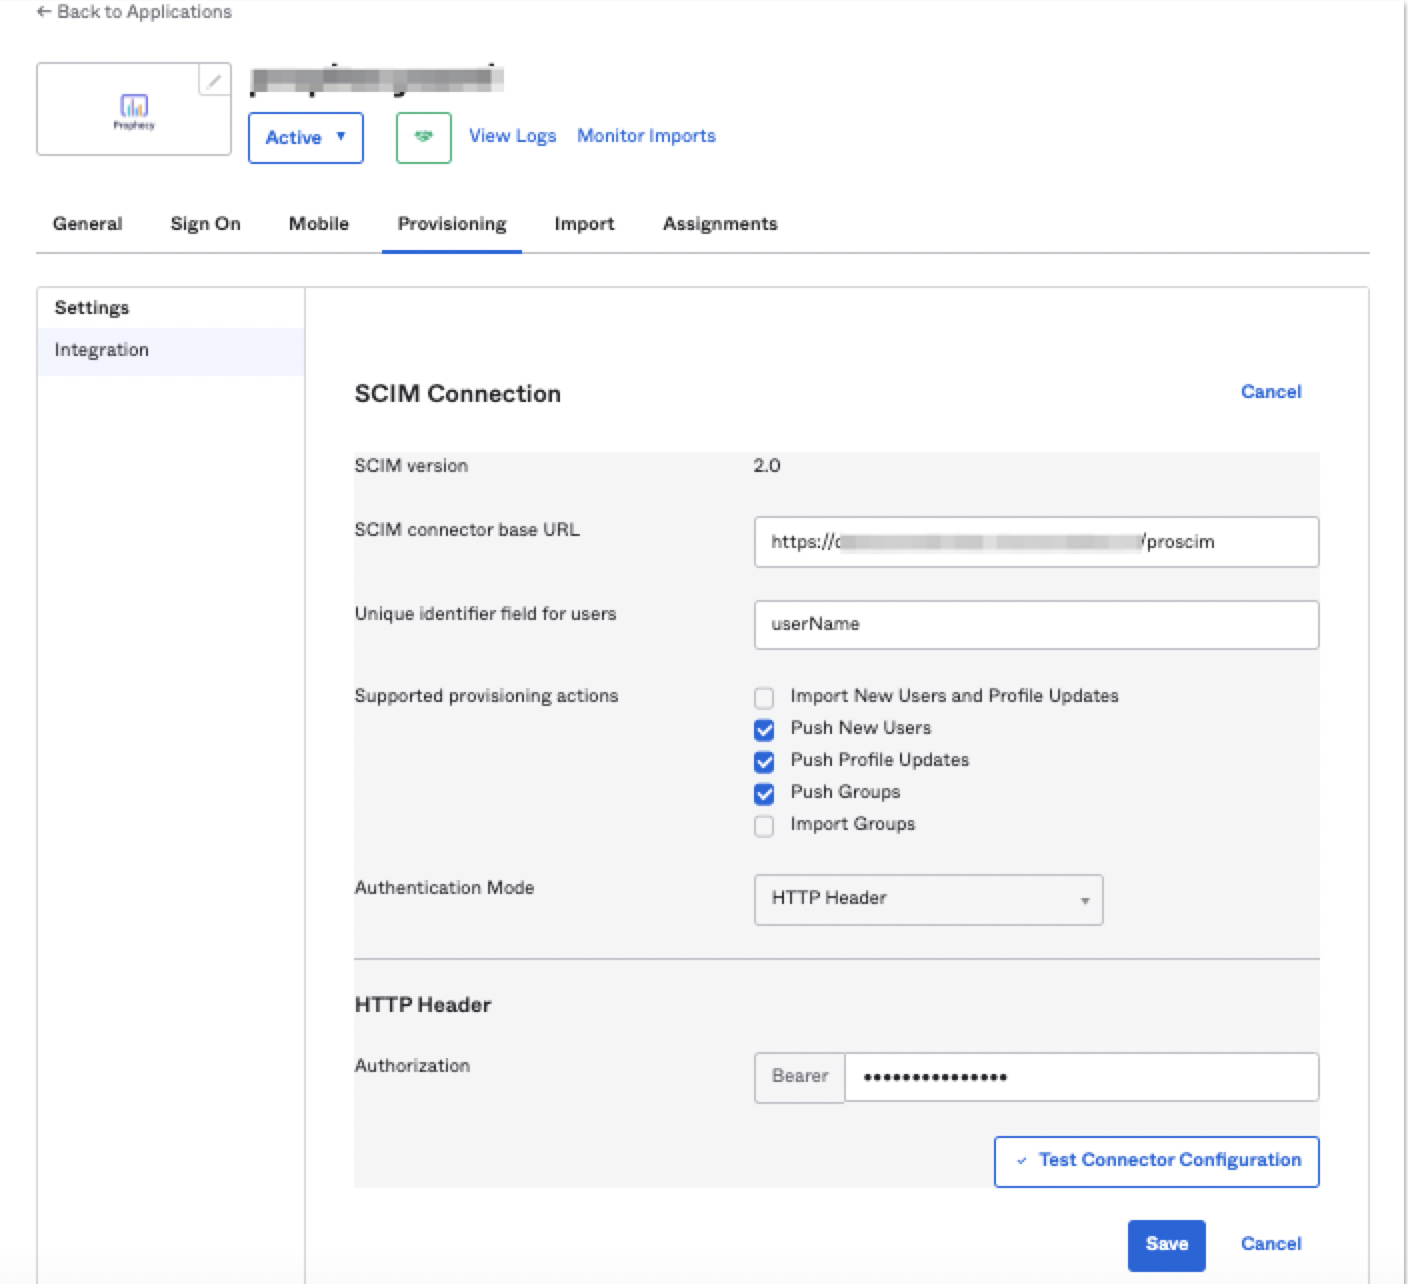 ← Back to Applications
Prophecy
Active ▼
View Logs
Monitor Imports
General
Sign On
Mobile
Provisioning
Import
Assignments
Settings
Integration
SCIM Connection
Cancel
SCIM version
2.0
SCIM connector base URL
https:// /proscim
Unique identifier field for users
userName
Supported provisioning actions
Import New Users and Profile Updates
Push New Users
Push Profile Updates
Push Groups
Import Groups
Authentication Mode
HTTP Header
HTTP Header
Authorization
Bearer
•••••••••••••••
Test Connector Configuration
Save
Cancel